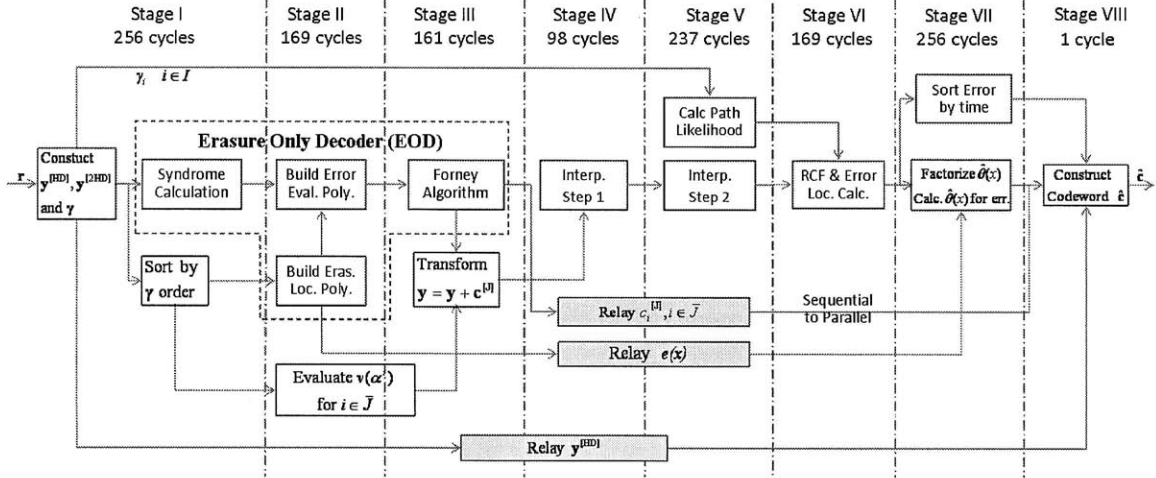 Stage I
256 cycles
Stage II
169 cycles
Stage III
161 cycles
Stage IV
98 cycles
Stage V
237 cycles
Stage VI
169 cycles
Stage VII
256 cycles
Stage VIII
1 cycle
γᵢ i∈I
Sort Error
by time
Calc Path
Likelihood
Erasure Only Decoder (EOD)
r
Constuct
y^[HD], y^[2HD]
and γ
Syndrome
Calculation
Build Error
Eval. Poly.
Forney
Algorithm
Interp.
Step 1
Interp.
Step 2
RCF & Error
Loc. Calc.
Factorize θ̂(x)
Calc. θ̂(x) for err.
Construct
Codeword ĉ
ĉ
Sort by
γ order
Build Eras.
Loc. Poly.
Transform
y = y + c^[J]
Relay cᵢ^[J], i∈J̄
Sequential
to Parallel
Relay e(x)
Evaluate v(αⁱ)
for i∈J̄
Relay y^[HD]